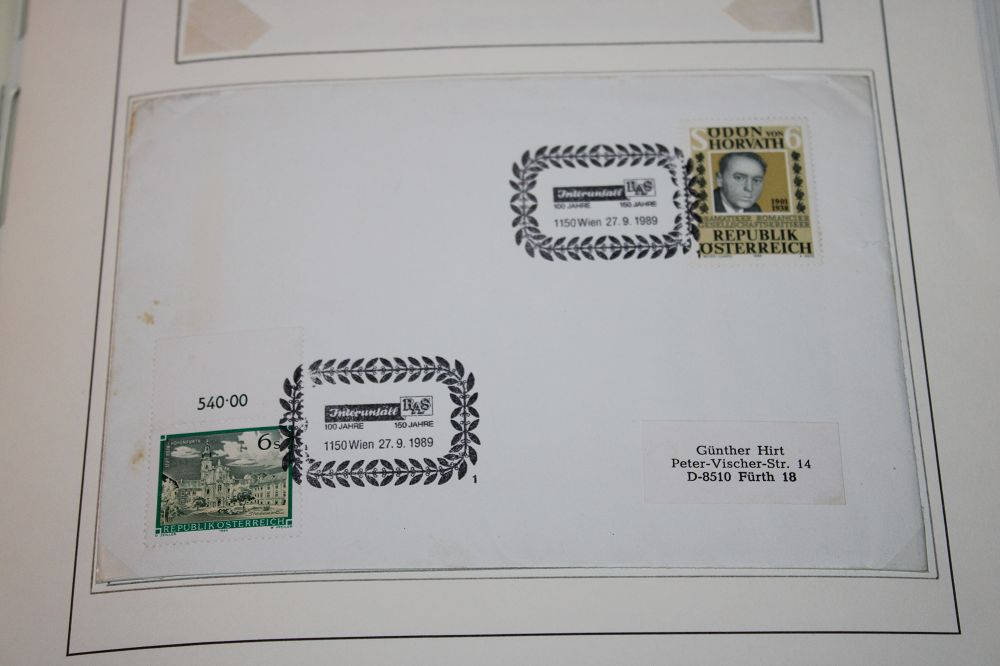 ÖDÖN VON
HORVATH
S 6
1901
1938
DRAMATIKER ROMANCIER
GESELLSCHAFTSKRITIKER
REPUBLIK
ÖSTERREICH
Interunfall RAS
100 JAHRE 150 JAHRE
1150 Wien 27. 9. 1989
540·00
6s
REPUBLIK ÖSTERREICH
Interunfall RAS
100 JAHRE 150 JAHRE
1150 Wien 27. 9. 1989
1
Günther Hirt
Peter-Vischer-Str. 14
D-8510 Fürth 18